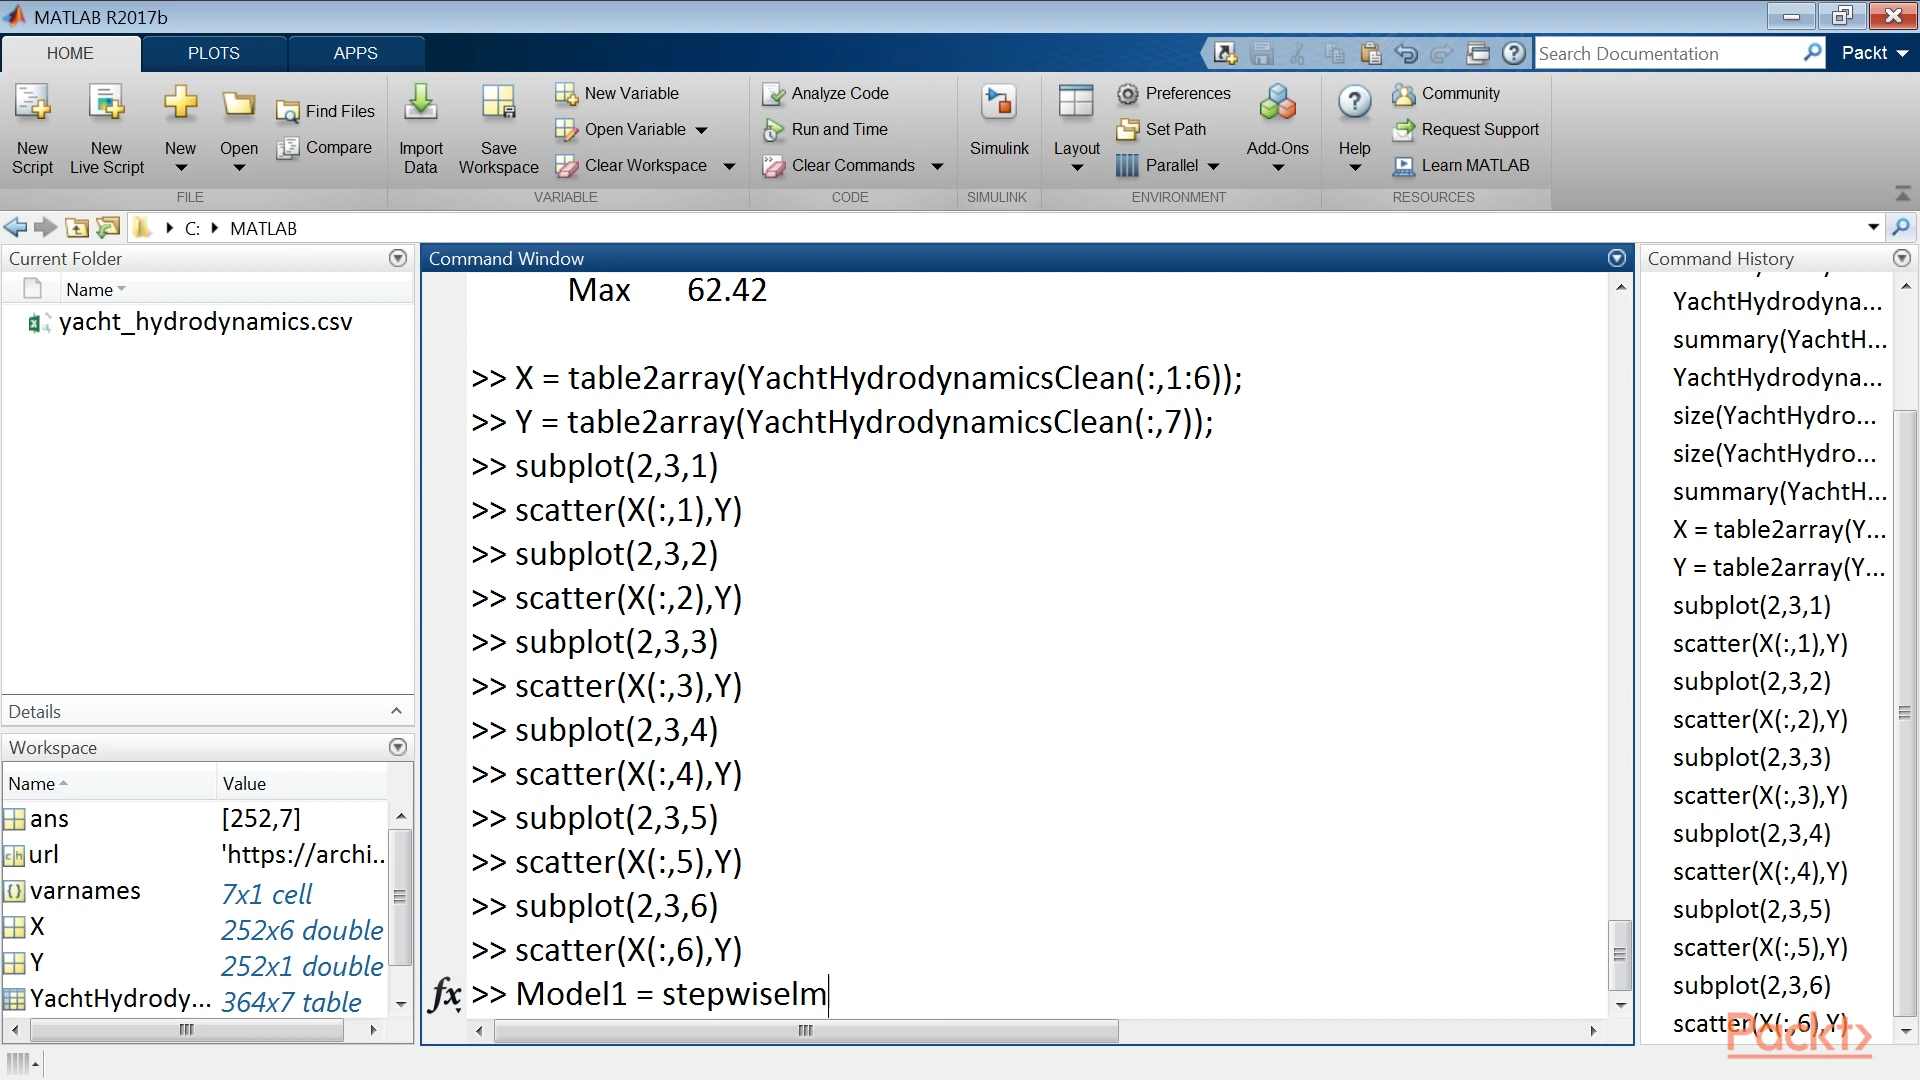 MATLAB R2017b
HOME PLOTS APPS
Search Documentation
Packt
New Script
New Live Script
New
Open
Find Files
Compare
FILE
Import Data
Save Workspace
New Variable
Open Variable
Clear Workspace
VARIABLE
Analyze Code
Run and Time
Clear Commands
CODE
Simulink
SIMULINK
Layout
Preferences
Set Path
Parallel
Add-Ons
ENVIRONMENT
Help
Community
Request Support
Learn MATLAB
RESOURCES
C: MATLAB
Current Folder
Name
yacht_hydrodynamics.csv
Details
Workspace
Name Value
ans [252,7]
url 'https://archi..
varnames 7x1 cell
X 252x6 double
Y 252x1 double
YachtHydrody... 364x7 table
Command Window
Max 62.42
>> X = table2array(YachtHydrodynamicsClean(:,1:6));
>> Y = table2array(YachtHydrodynamicsClean(:,7));
>> subplot(2,3,1)
>> scatter(X(:,1),Y)
>> subplot(2,3,2)
>> scatter(X(:,2),Y)
>> subplot(2,3,3)
>> scatter(X(:,3),Y)
>> subplot(2,3,4)
>> scatter(X(:,4),Y)
>> subplot(2,3,5)
>> scatter(X(:,5),Y)
>> subplot(2,3,6)
>> scatter(X(:,6),Y)
fx >> Model1 = stepwiselm
Command History
YachtHydrodyna...
summary(YachtH...
YachtHydrodyna...
size(YachtHydro...
size(YachtHydro...
summary(YachtH...
X = table2array(Y...
Y = table2array(Y...
subplot(2,3,1)
scatter(X(:,1),Y)
subplot(2,3,2)
scatter(X(:,2),Y)
subplot(2,3,3)
scatter(X(:,3),Y)
subplot(2,3,4)
scatter(X(:,4),Y)
subplot(2,3,5)
scatter(X(:,5),Y)
subplot(2,3,6)
scatter(X(:,6),Y)
Packt>